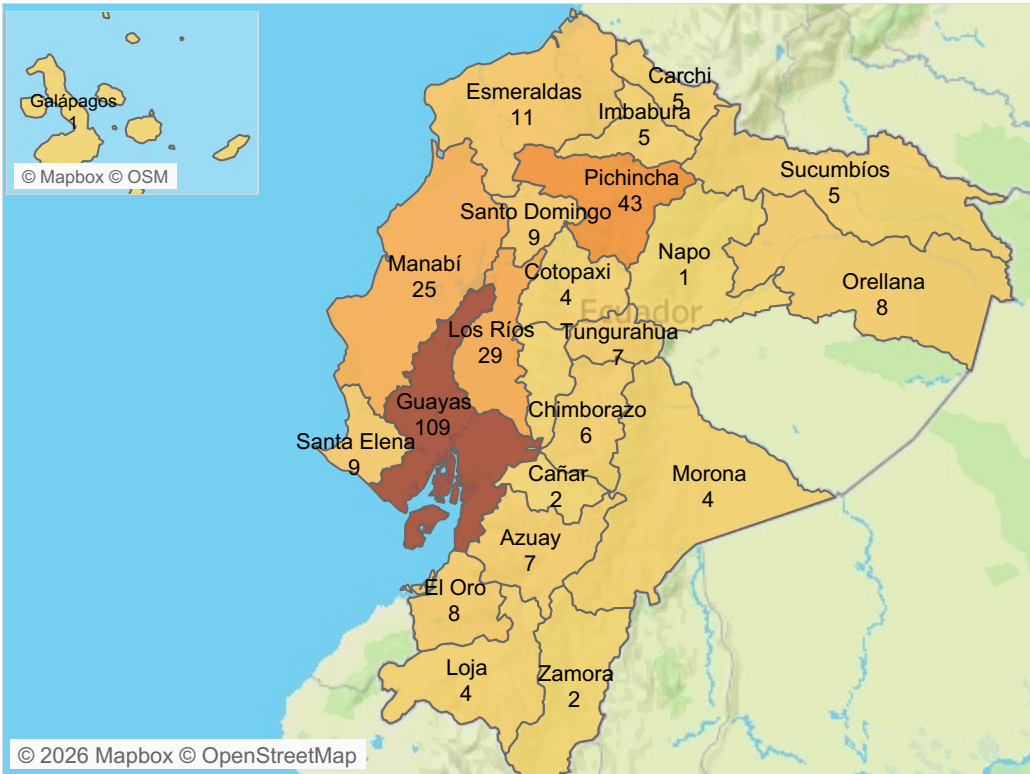 Galápagos
1
© Mapbox © OSM
Esmeraldas
11
Carchi
5
Imbabura
5
Pichincha
43
Sucumbíos
5
Santo Domingo
9
Manabí
25
Cotopaxi
4
Napo
1
Orellana
8
Ecuador
Los Ríos
29
Tungurahua
7
Guayas
109
Chimborazo
6
Santa Elena
9
Cañar
2
Morona
4
Azuay
7
El Oro
8
Loja
4
Zamora
2
© 2026 Mapbox © OpenStreetMap